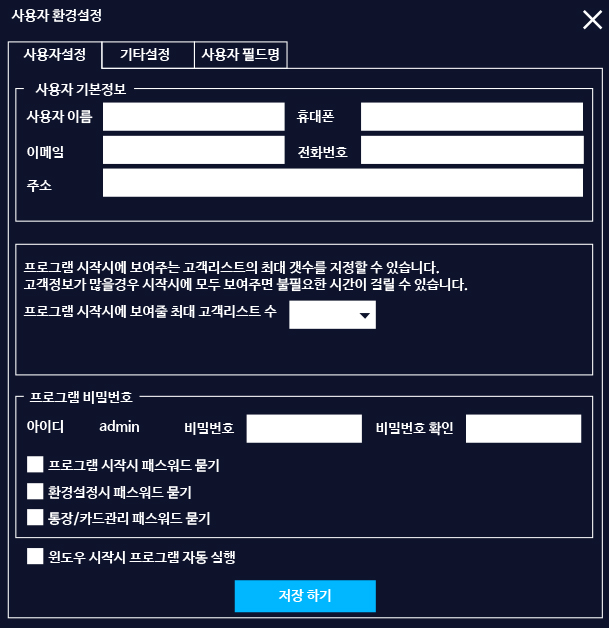 사용자 환경설정
사용자설정 기타설정 사용자 필드명
사용자 기본정보
사용자 이름 휴대폰
이메일 전화번호
주소
프로그램 시작시에 보여주는 고객리스트의 최대 갯수를 지정할 수 있습니다.
고객정보가 많을경우 시작시에 모두 보여주면 불필요한 시간이 걸릴 수 있습니다.
프로그램 시작시에 보여줄 최대 고객리스트 수
프로그램 비밀번호
아이디 admin 비밀번호 비밀번호 확인
프로그램 시작시 패스워드 묻기
환경설정시 패스워드 묻기
통장/카드관리 패스워드 묻기
윈도우 시작시 프로그램 자동 실행
저장 하기